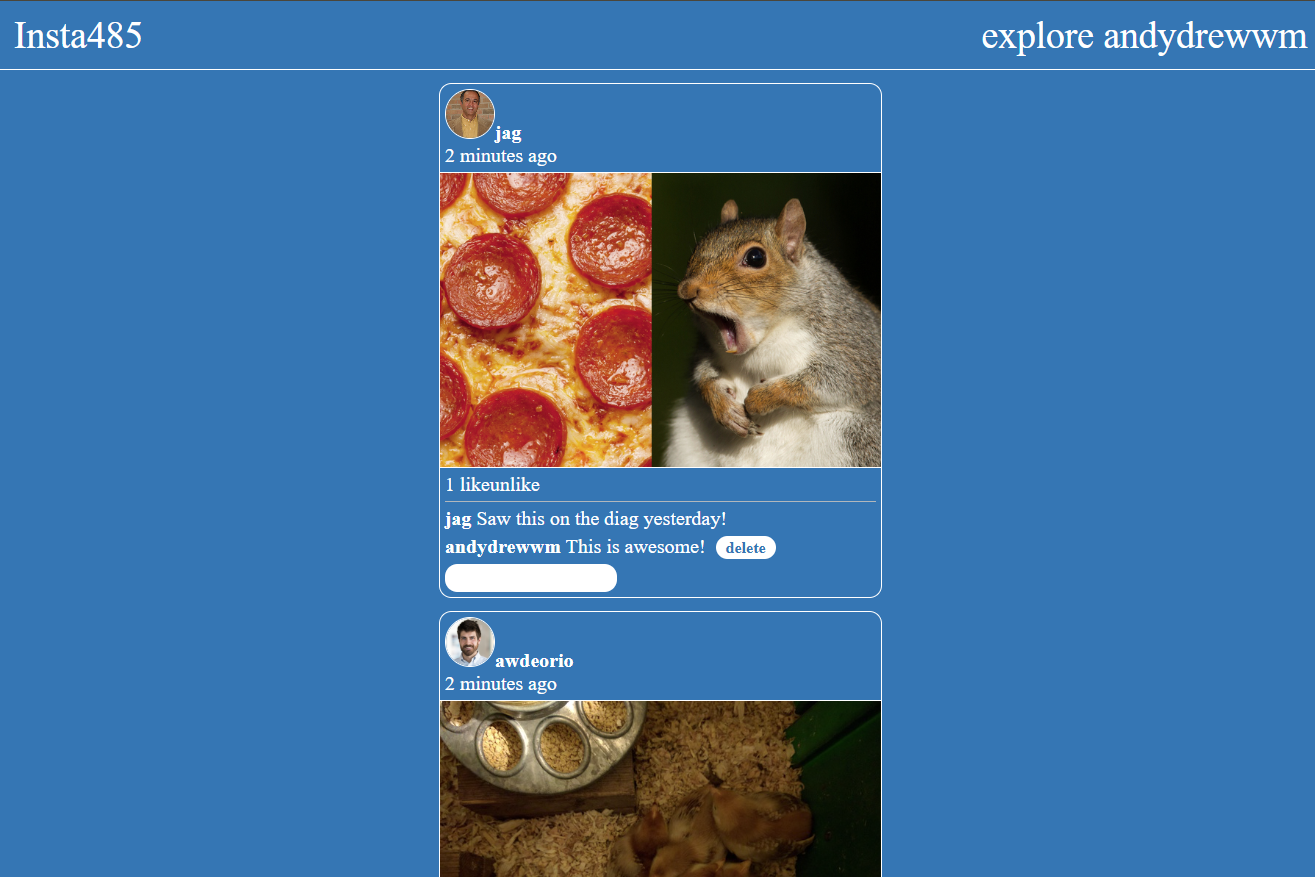 Insta485 explore andydrewwm
jag
2 minutes ago
1 likeunlike
jag Saw this on the diag yesterday!
andydrewwm This is awesome! delete
awdeorio
2 minutes ago